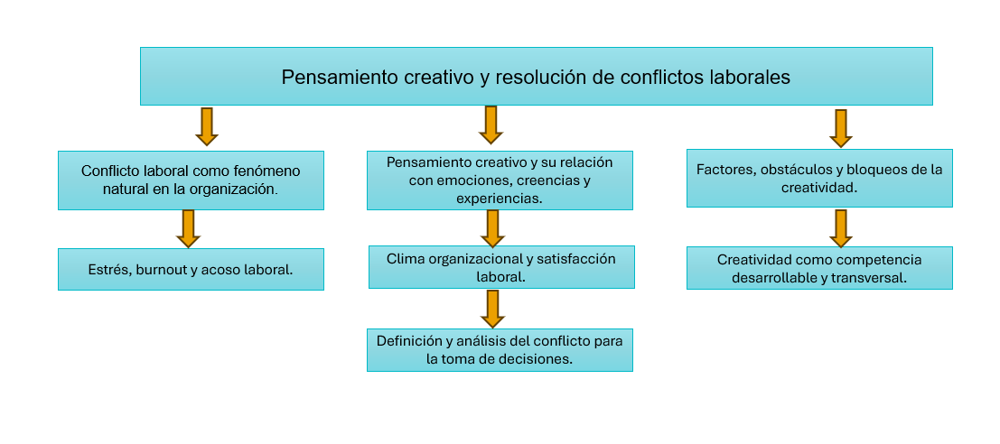 Pensamiento creativo y resolución de conflictos laborales
Conflicto laboral como fenómeno
natural en la organización.
Estrés, burnout y acoso laboral.
Pensamiento creativo y su relación
con emociones, creencias y
experiencias.
Clima organizacional y satisfacción
laboral.
Definición y análisis del conflicto para
la toma de decisiones.
Factores, obstáculos y bloqueos de la
creatividad.
Creatividad como competencia
desarrollable y transversal.